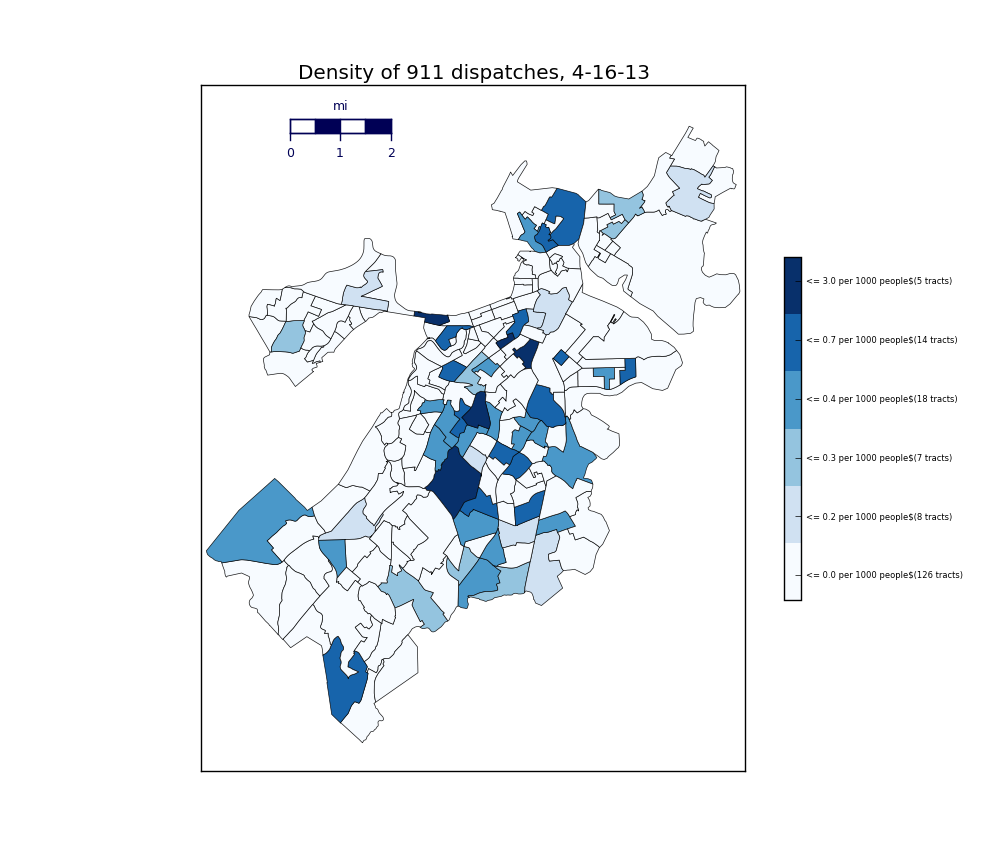 Density of 911 dispatches, 4-16-13
mi
0 1 2
<= 3.0 per 1000 people$(5 tracts)
<= 0.7 per 1000 people$(14 tracts)
<= 0.4 per 1000 people$(18 tracts)
<= 0.3 per 1000 people$(7 tracts)
<= 0.2 per 1000 people$(8 tracts)
<= 0.0 per 1000 people$(126 tracts)